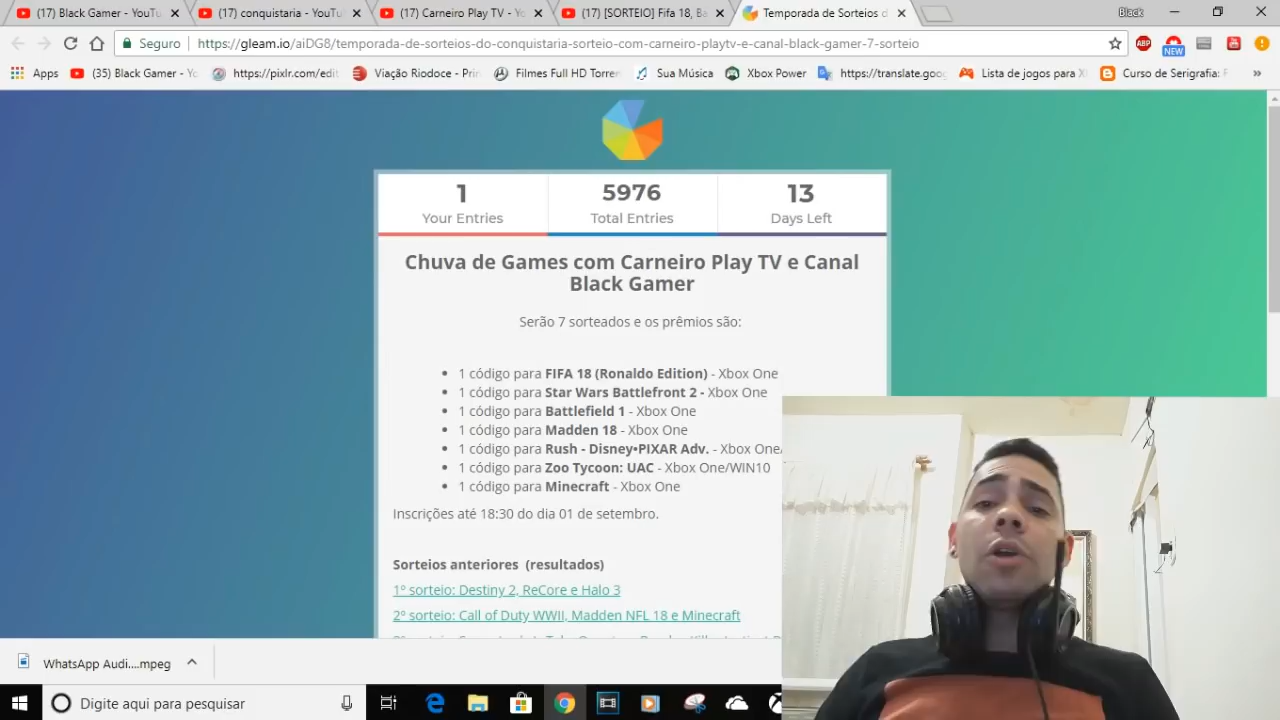 (17) Black Gamer - YouTu
(17) conquistaria - YouTu
(17) Carneiro Play TV - Yo
(17) [SORTEIO] Fifa 18, Ba
Temporada de Sorteios d
Black
Seguro
https://gleam.io/aiDG8/temporada-de-sorteios-do-conquistaria-sorteio-com-carneiro-playtv-e-canal-black-gamer-7-sorteio
ABP
NEW
Apps
(35) Black Gamer - Yo
https://pixlr.com/edit
Viação Riodoce - Prin
Filmes Full HD Torren
Sua Música
Xbox Power
https://translate.goog
Lista de jogos para X
Curso de Serigrafia: F
1
Your Entries
5976
Total Entries
13
Days Left
Chuva de Games com Carneiro Play TV e Canal
Black Gamer
Serão 7 sorteados e os prêmios são:
• 1 código para FIFA 18 (Ronaldo Edition) - Xbox One
• 1 código para Star Wars Battlefront 2 - Xbox One
• 1 código para Battlefield 1 - Xbox One
• 1 código para Madden 18 - Xbox One
• 1 código para Rush - Disney•PIXAR Adv. - Xbox One/
• 1 código para Zoo Tycoon: UAC - Xbox One/WIN10
• 1 código para Minecraft - Xbox One
Inscrições até 18:30 do dia 01 de setembro.
Sorteios anteriores (resultados)
1º sorteio: Destiny 2, ReCore e Halo 3
2º sorteio: Call of Duty WWII, Madden NFL 18 e Minecraft
WhatsApp Audi....mpeg
Digite aqui para pesquisar